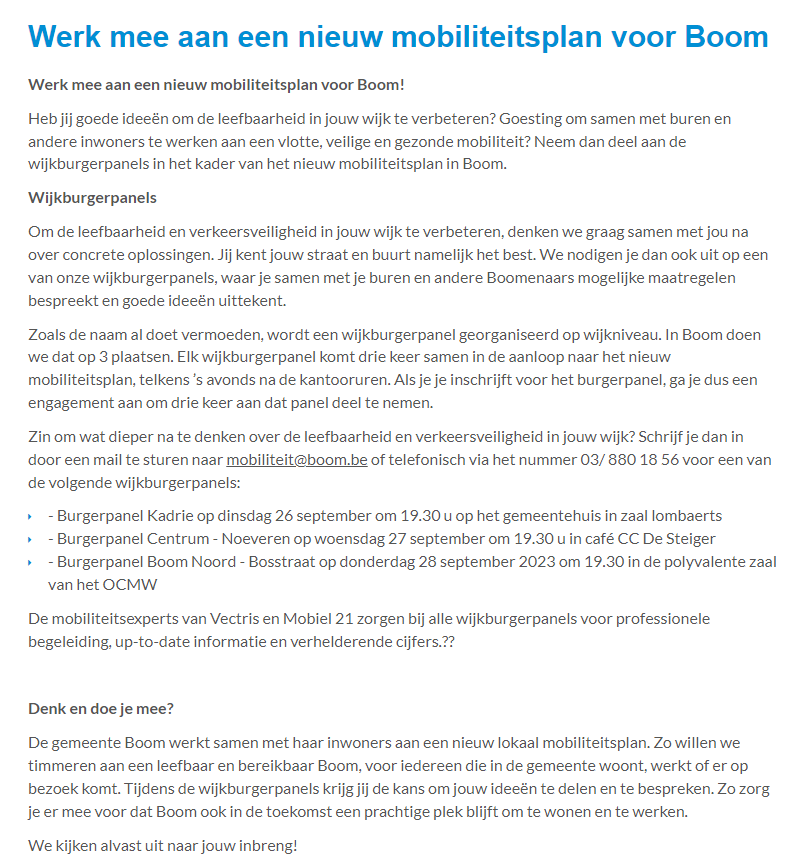 Werk mee aan een nieuw mobiliteitsplan voor Boom
Werk mee aan een nieuw mobiliteitsplan voor Boom!
Heb jij goede ideeën om de leefbaarheid in jouw wijk te verbeteren? Goesting om samen met buren en
andere inwoners te werken aan een vlotte, veilige en gezonde mobiliteit? Neem dan deel aan de
wijkburgerpanels in het kader van het nieuw mobiliteitsplan in Boom.
Wijkburgerpanels
Om de leefbaarheid en verkeersveiligheid in jouw wijk te verbeteren, denken we graag samen met jou na
over concrete oplossingen. Jij kent jouw straat en buurt namelijk het best. We nodigen je dan ook uit op een
van onze wijkburgerpanels, waar je samen met je buren en andere Boomenaars mogelijke maatregelen
bespreekt en goede ideeën uittekent.
Zoals de naam al doet vermoeden, wordt een wijkburgerpanel georganiseerd op wijkniveau. In Boom doen
we dat op 3 plaatsen. Elk wijkburgerpanel komt drie keer samen in de aanloop naar het nieuw
mobiliteitsplan, telkens ’s avonds na de kantooruren. Als je je inschrijft voor het burgerpanel, ga je dus een
engagement aan om drie keer aan dat panel deel te nemen.
Zin om wat dieper na te denken over de leefbaarheid en verkeersveiligheid in jouw wijk? Schrijf je dan in
door een mail te sturen naar mobiliteit@boom.be of telefonisch via het nummer 03/ 880 18 56 voor een van
de volgende wijkburgerpanels:
- Burgerpanel Kadrie op dinsdag 26 september om 19.30 u op het gemeentehuis in zaal lombaerts
- Burgerpanel Centrum - Noeveren op woensdag 27 september om 19.30 u in café CC De Steiger
- Burgerpanel Boom Noord - Bosstraat op donderdag 28 september 2023 om 19.30 in de polyvalente zaal
van het OCMW
De mobiliteitsexperts van Vectris en Mobiel 21 zorgen bij alle wijkburgerpanels voor professionele
begeleiding, up-to-date informatie en verhelderende cijfers.??
Denk en doe je mee?
De gemeente Boom werkt samen met haar inwoners aan een nieuw lokaal mobiliteitsplan. Zo willen we
timmeren aan een leefbaar en bereikbaar Boom, voor iedereen die in de gemeente woont, werkt of er op
bezoek komt. Tijdens de wijkburgerpanels krijg jij de kans om jouw ideeën te delen en te bespreken. Zo zorg
je er mee voor dat Boom ook in de toekomst een prachtige plek blijft om te wonen en te werken.
We kijken alvast uit naar jouw inbreng!